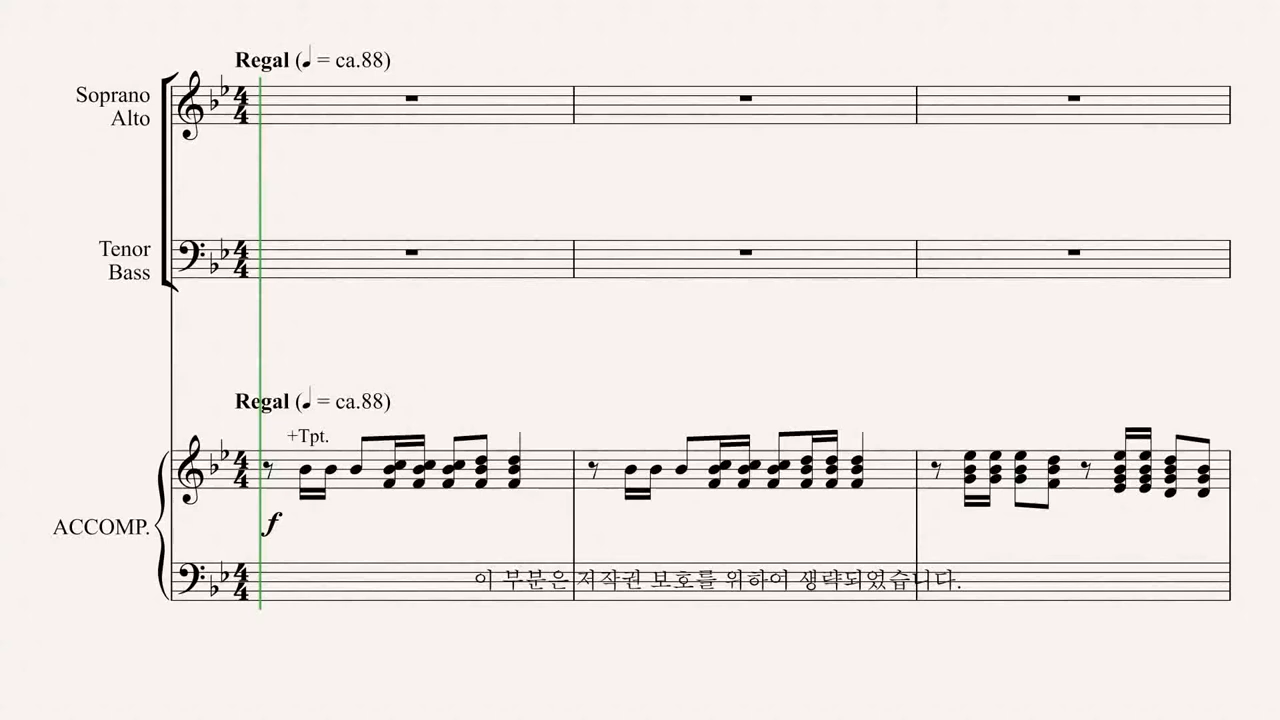 Regal (♩ = ca.88)
Soprano
Alto
Tenor
Bass
Regal (♩ = ca.88)
+Tpt.
f
ACCOMP.
이 부분은 저작권 보호를 위하여 생략되었습니다.